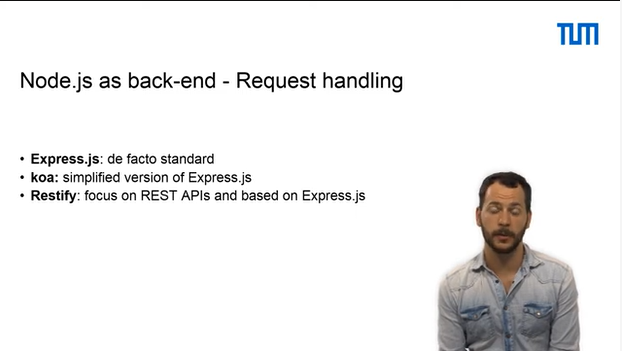 TUM
Node.js as back-end - Request handling
• Express.js: de facto standard
• koa: simplified version of Express.js
• Restify: focus on REST APIs and based on Express.js